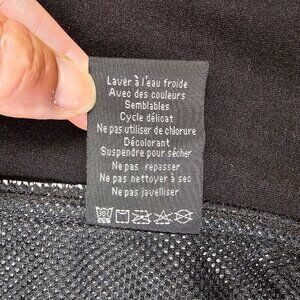 Laver à l'eau froide
Avec des couleurs
Semblables
Cycle délicat
Ne pas utiliser de chlorure
Décolorant
Suspendre pour sécher
Ne pas repasser
Ne pas nettoyer à sec
Ne pas javelliser